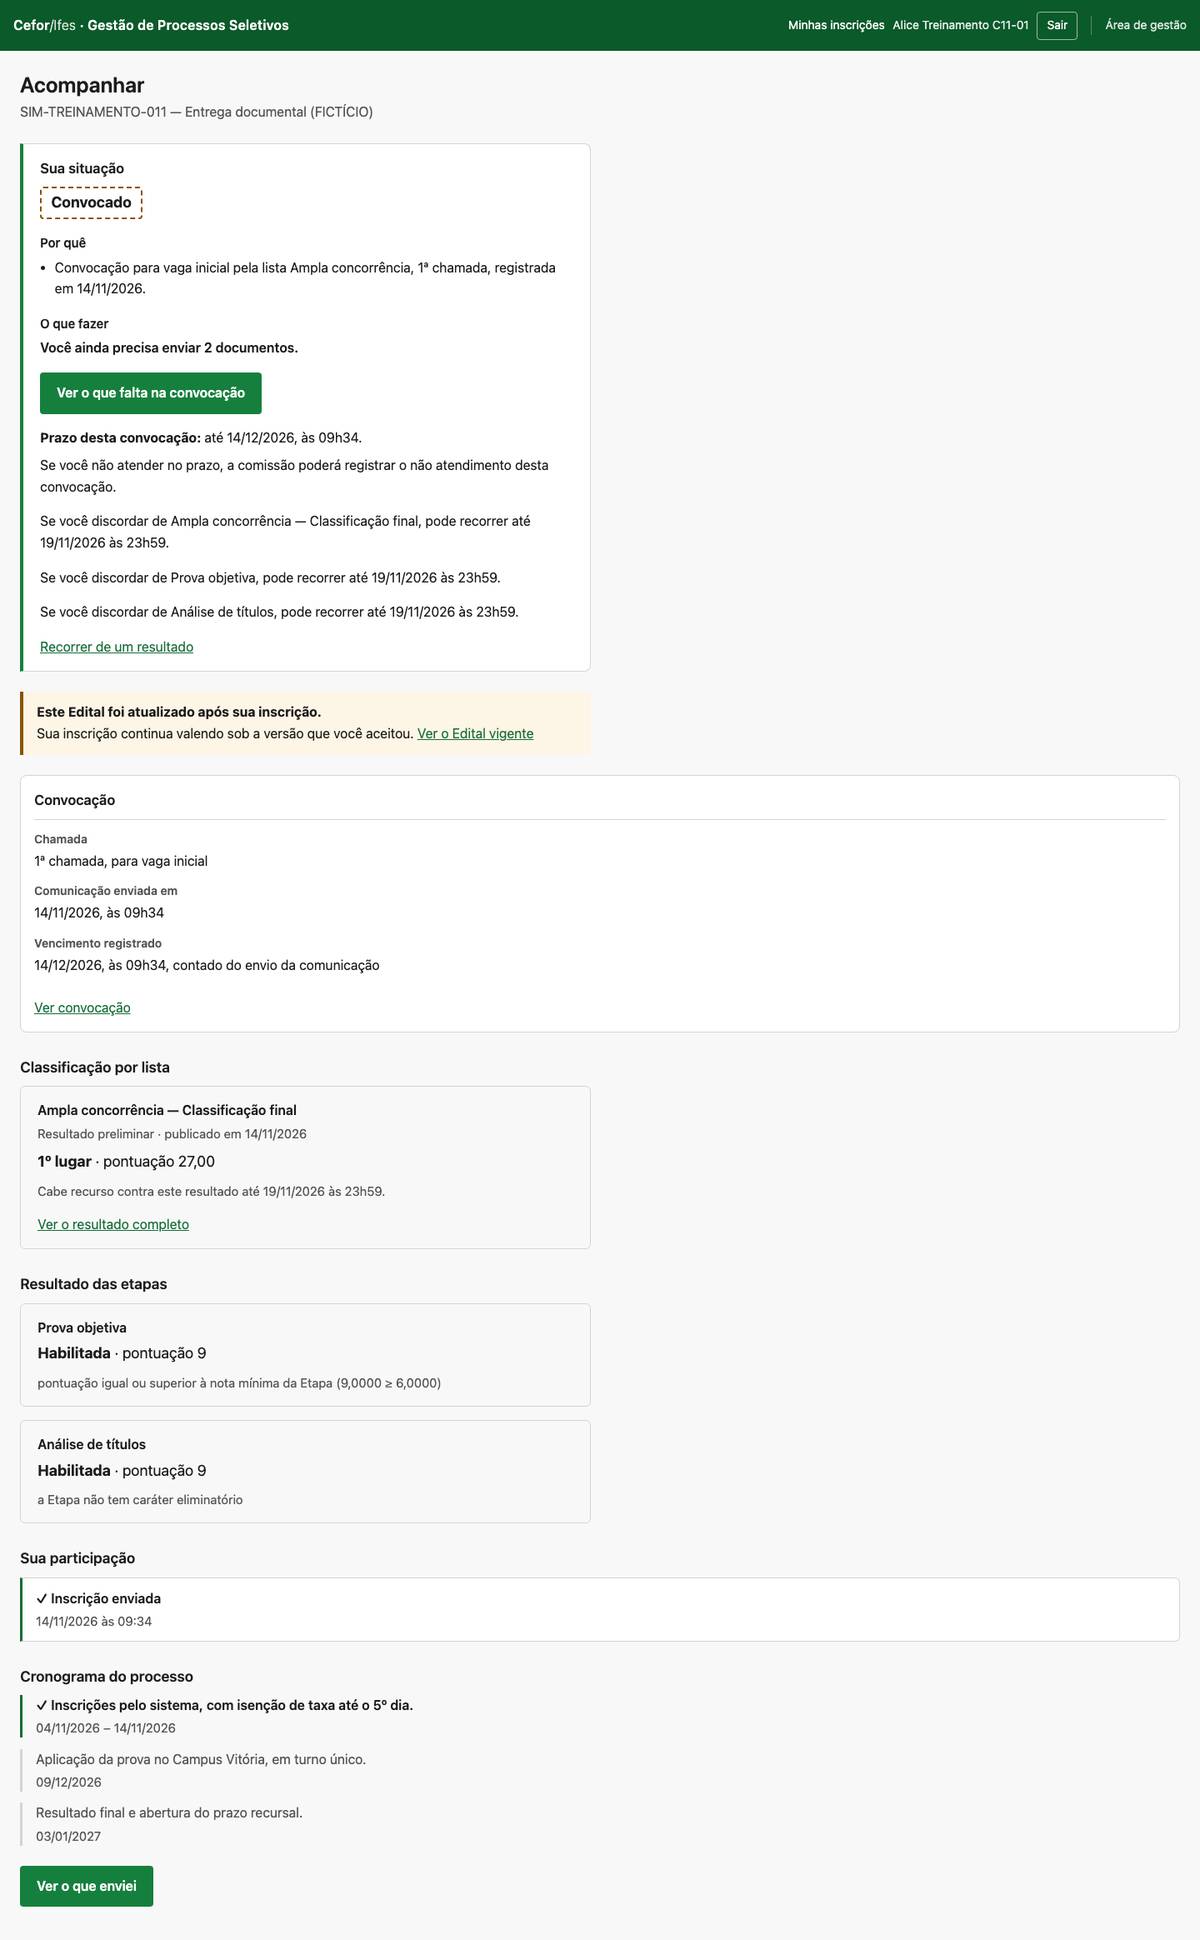 Cefor/Ifes · Gestão de Processos Seletivos
Minhas inscrições Alice Treinamento C11-01 Sair Área de gestão
Acompanhar
SIM-TREINAMENTO-011 — Entrega documental (FICTÍCIO)
Sua situação
Convocado
Por quê
• Convocação para vaga inicial pela lista Ampla concorrência, 1ª chamada, registrada
em 14/11/2026.
O que fazer
Você ainda precisa enviar 2 documentos.
Ver o que falta na convocação
Prazo desta convocação: até 14/12/2026, às 09h34.
Se você não atender no prazo, a comissão poderá registrar o não atendimento desta
convocação.
Se você discordar de Ampla concorrência — Classificação final, pode recorrer até
19/11/2026 às 23h59.
Se você discordar de Prova objetiva, pode recorrer até 19/11/2026 às 23h59.
Se você discordar de Análise de títulos, pode recorrer até 19/11/2026 às 23h59.
Recorrer de um resultado
Este Edital foi atualizado após sua inscrição.
Sua inscrição continua valendo sob a versão que você aceitou. Ver o Edital vigente
Convocação
Chamada
1ª chamada, para vaga inicial
Comunicação enviada em
14/11/2026, às 09h34
Vencimento registrado
14/12/2026, às 09h34, contado do envio da comunicação
Ver convocação
Classificação por lista
Ampla concorrência — Classificação final
Resultado preliminar · publicado em 14/11/2026
1º lugar · pontuação 27,00
Cabe recurso contra este resultado até 19/11/2026 às 23h59.
Ver o resultado completo
Resultado das etapas
Prova objetiva
Habilitada · pontuação 9
pontuação igual ou superior à nota mínima da Etapa (9,0000 ≥ 6,0000)
Análise de títulos
Habilitada · pontuação 9
a Etapa não tem caráter eliminatório
Sua participação
✓ Inscrição enviada
14/11/2026 às 09:34
Cronograma do processo
✓ Inscrições pelo sistema, com isenção de taxa até o 5º dia.
04/11/2026 – 14/11/2026
Aplicação da prova no Campus Vitória, em turno único.
09/12/2026
Resultado final e abertura do prazo recursal.
03/01/2027
Ver o que enviei